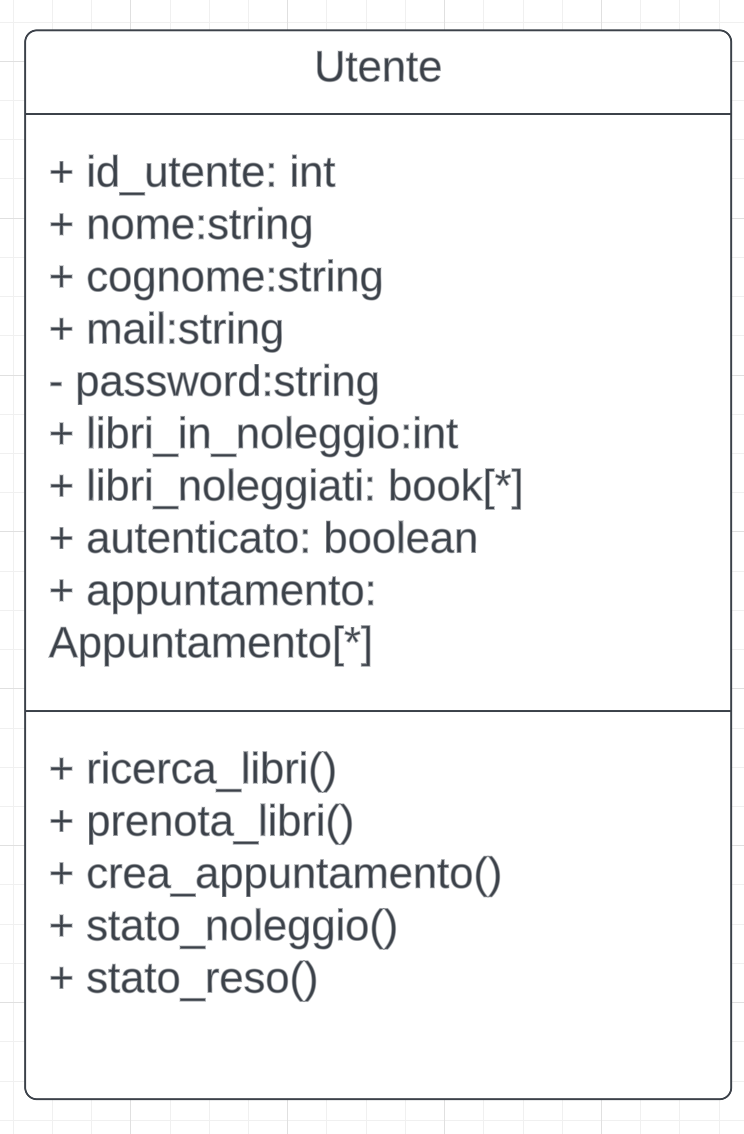 Utente
+ id_utente: int
+ nome:string
+ cognome:string
+ mail:string
- password:string
+ libri_in_noleggio:int
+ libri_noleggiati: book[*]
+ autenticato: boolean
+ appuntamento:
Appuntamento[*]
+ ricerca_libri()
+ prenota_libri()
+ crea_appuntamento()
+ stato_noleggio()
+ stato_reso()